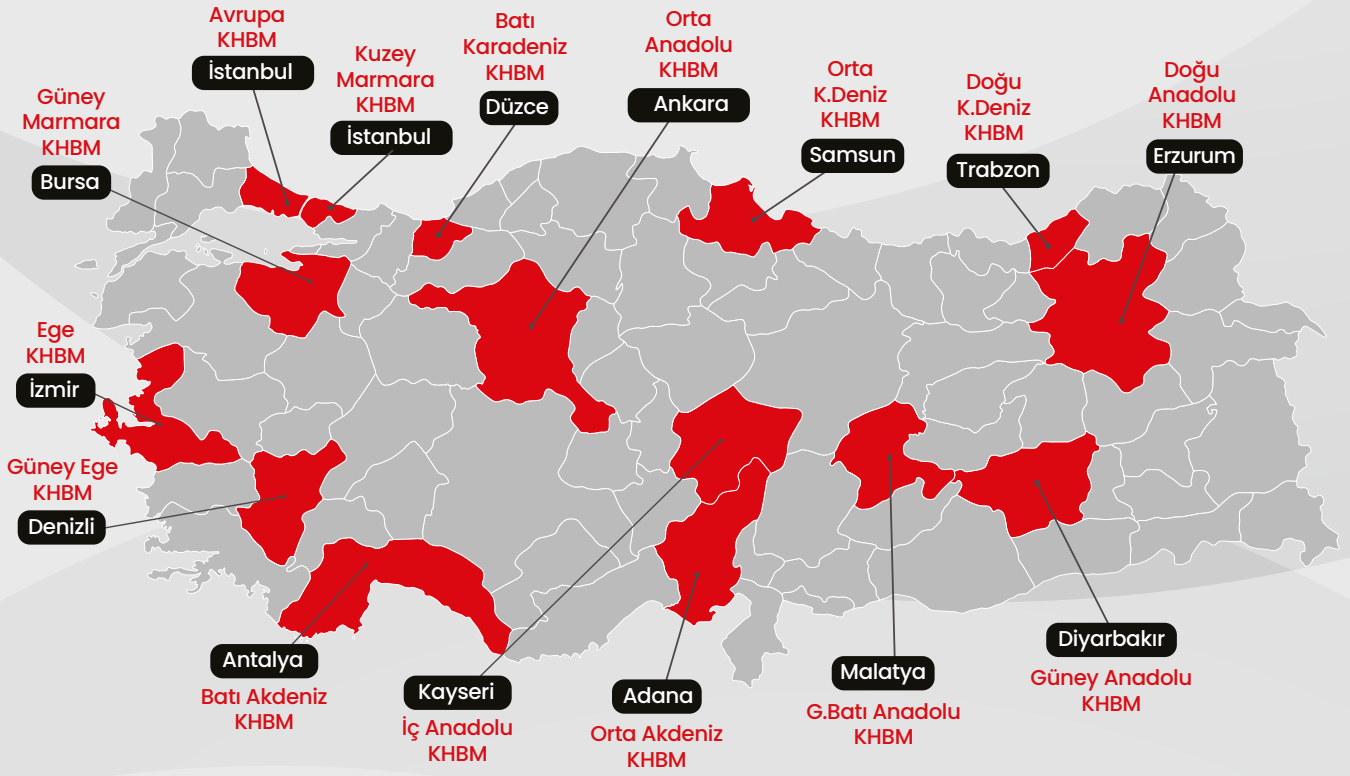 Avrupa
KHBM
İstanbul
Kuzey
Marmara
KHBM
İstanbul
Batı
Karadeniz
KHBM
Düzce
Orta
Anadolu
KHBM
Ankara
Orta
K.Deniz
KHBM
Samsun
Doğu
K.Deniz
KHBM
Trabzon
Doğu
Anadolu
KHBM
Erzurum
Güney
Marmara
KHBM
Bursa
Ege
KHBM
İzmir
Güney Ege
KHBM
Denizli
Antalya
Batı Akdeniz
KHBM
Kayseri
İç Anadolu
KHBM
Adana
Orta Akdeniz
KHBM
Malatya
G.Batı Anadolu
KHBM
Diyarbakır
Güney Anadolu
KHBM